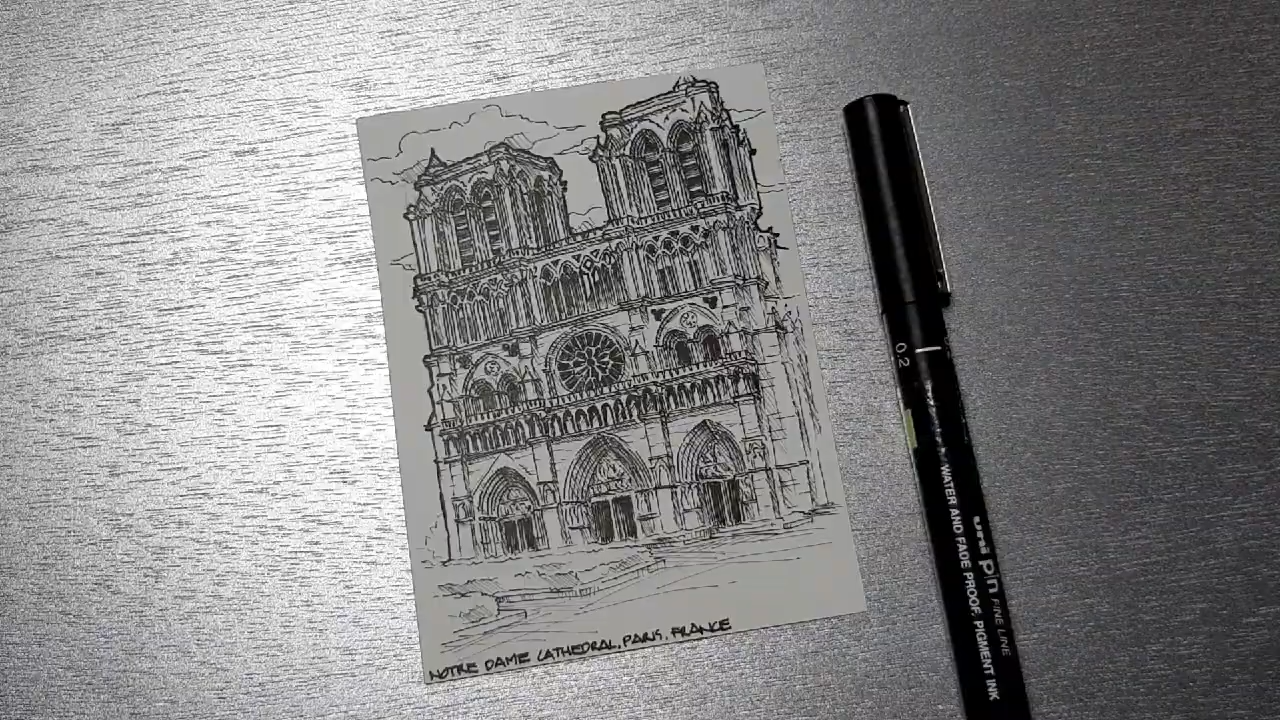 NOTRE DAME CATHEDRAL, PARIS, FRANCE
0.2
uni pin FINE LINE
WATER AND FADE PROOF, PIGMENT INK